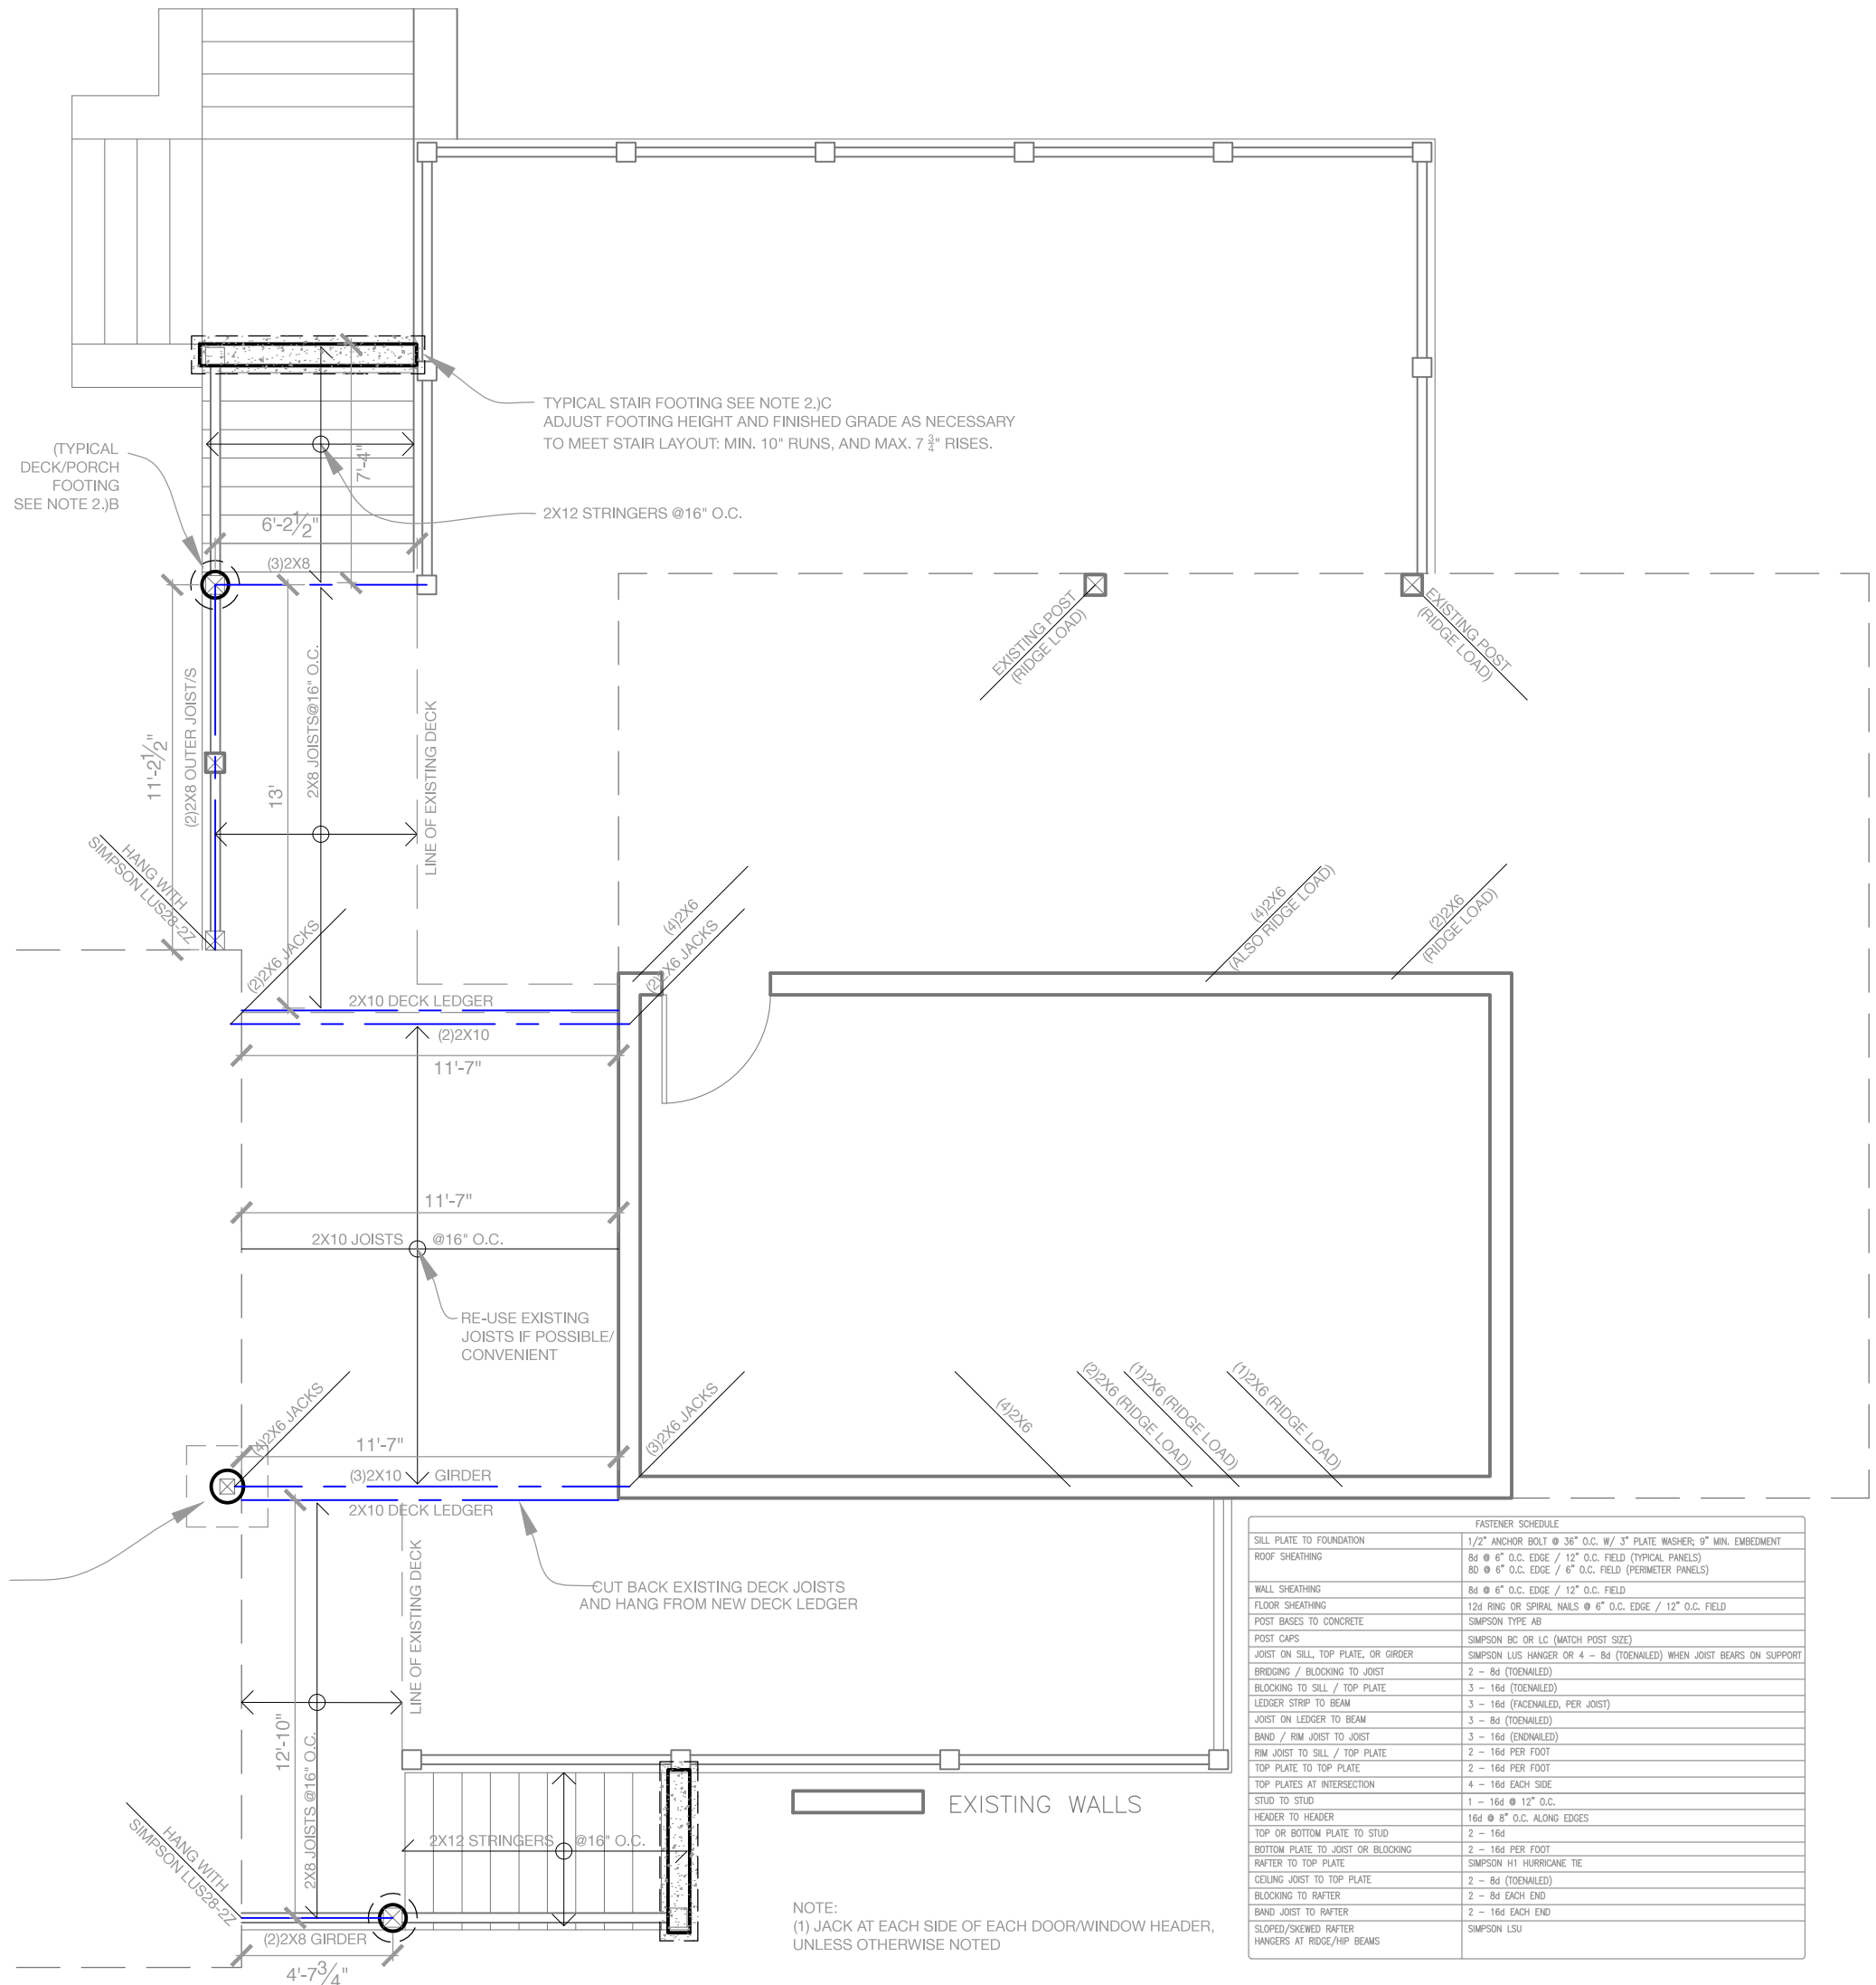 TYPICAL STAIR FOOTING SEE NOTE 2.)C
ADJUST FOOTING HEIGHT AND FINISHED GRADE AS NECESSARY
TO MEET STAIR LAYOUT: MIN. 10" RUNS, AND MAX. 7 3/4" RISES.
(TYPICAL
DECK/PORCH
FOOTING
SEE NOTE 2.)B
7'-4"
2X12 STRINGERS @16" O.C.
6'-2 1/2"
(3)2X8
EXISTING POST
(RIDGE LOAD)
EXISTING POST
(RIDGE LOAD)
11'-2 1/2"
(2)2X8 OUTER JOIST/S
13'
2X8 JOISTS@16" O.C.
LINE OF EXISTING DECK
HANG WITH
SIMPSON LUS28-2Z
(2)2X6 JACKS
(4)2X6
(2)2X6 JACKS
(4)2X6
(ALSO RIDGE LOAD)
(2)2X6
(RIDGE LOAD)
2X10 DECK LEDGER
(2)2X10
11'-7"
11'-7"
2X10 JOISTS @16" O.C.
RE-USE EXISTING
JOISTS IF POSSIBLE/
CONVENIENT
(4)2X6 JACKS
(3)2X6 JACKS
(4)2X6
(2)2X6 (RIDGE LOAD)
(1)2X6 (RIDGE LOAD)
(1)2X6 (RIDGE LOAD)
11'-7"
(3)2X10 GIRDER
2X10 DECK LEDGER
CUT BACK EXISTING DECK JOISTS
AND HANG FROM NEW DECK LEDGER
LINE OF EXISTING DECK
12'-10"
2X8 JOISTS @16" O.C.
EXISTING WALLS
2X12 STRINGERS @16" O.C.
HANG WITH
SIMPSON LUS28-2Z
(2)2X8 GIRDER
4'-7 3/4"
NOTE:
(1) JACK AT EACH SIDE OF EACH DOOR/WINDOW HEADER,
UNLESS OTHERWISE NOTED
FASTENER SCHEDULE
SILL PLATE TO FOUNDATION 1/2" ANCHOR BOLT @ 36" O.C. W/ 3" PLATE WASHER; 9" MIN. EMBEDMENT
ROOF SHEATHING 8d @ 6" O.C. EDGE / 12" O.C. FIELD (TYPICAL PANELS)
8D @ 6" O.C. EDGE / 6" O.C. FIELD (PERIMETER PANELS)
WALL SHEATHING 8d @ 6" O.C. EDGE / 12" O.C. FIELD
FLOOR SHEATHING 12d RING OR SPIRAL NAILS @ 6" O.C. EDGE / 12" O.C. FIELD
POST BASES TO CONCRETE SIMPSON TYPE AB
POST CAPS SIMPSON BC OR LC (MATCH POST SIZE)
JOIST ON SILL, TOP PLATE, OR GIRDER SIMPSON LUS HANGER OR 4 - 8d (TOENAILED) WHEN JOIST BEARS ON SUPPORT
BRIDGING / BLOCKING TO JOIST 2 - 8d (TOENAILED)
BLOCKING TO SILL / TOP PLATE 3 - 16d (TOENAILED)
LEDGER STRIP TO BEAM 3 - 16d (FACENAILED, PER JOIST)
JOIST ON LEDGER TO BEAM 3 - 8d (TOENAILED)
BAND / RIM JOIST TO JOIST 3 - 16d (ENDNAILED)
RIM JOIST TO SILL / TOP PLATE 2 - 16d PER FOOT
TOP PLATE TO TOP PLATE 2 - 16d PER FOOT
TOP PLATES AT INTERSECTION 4 - 16d EACH SIDE
STUD TO STUD 1 - 16d @ 12" O.C.
HEADER TO HEADER 16d @ 8" O.C. ALONG EDGES
TOP OR BOTTOM PLATE TO STUD 2 - 16d
BOTTOM PLATE TO JOIST OR BLOCKING 2 - 16d PER FOOT
RAFTER TO TOP PLATE SIMPSON H1 HURRICANE TIE
CEILING JOIST TO TOP PLATE 2 - 8d (TOENAILED)
BLOCKING TO RAFTER 2 - 8d EACH END
BAND JOIST TO RAFTER 2 - 16d EACH END
SLOPED/SKEWED RAFTER SIMPSON LSU
HANGERS AT RIDGE/HIP BEAMS